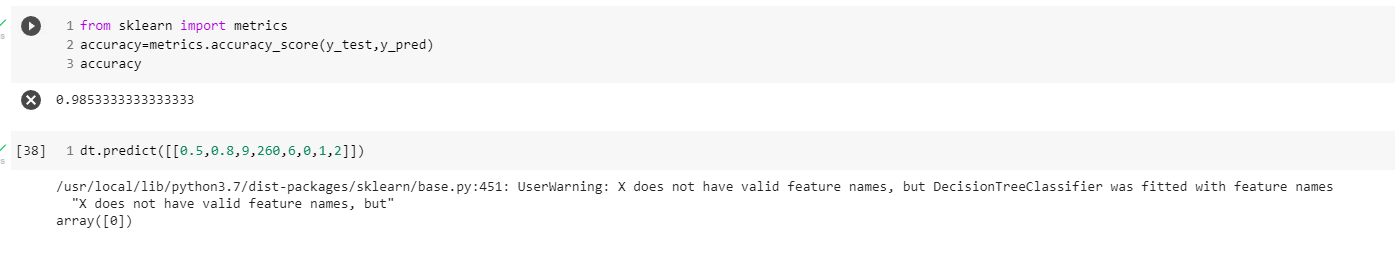 1 from sklearn import metrics
2 accuracy=metrics.accuracy_score(y_test,y_pred)
3 accuracy
0.9853333333333333
[38] 1 dt.predict([[0.5,0.8,9,260,6,0,1,2]])
/usr/local/lib/python3.7/dist-packages/sklearn/base.py:451: UserWarning: X does not have valid feature names, but DecisionTreeClassifier was fitted with feature names
"X does not have valid feature names, but"
array([0])